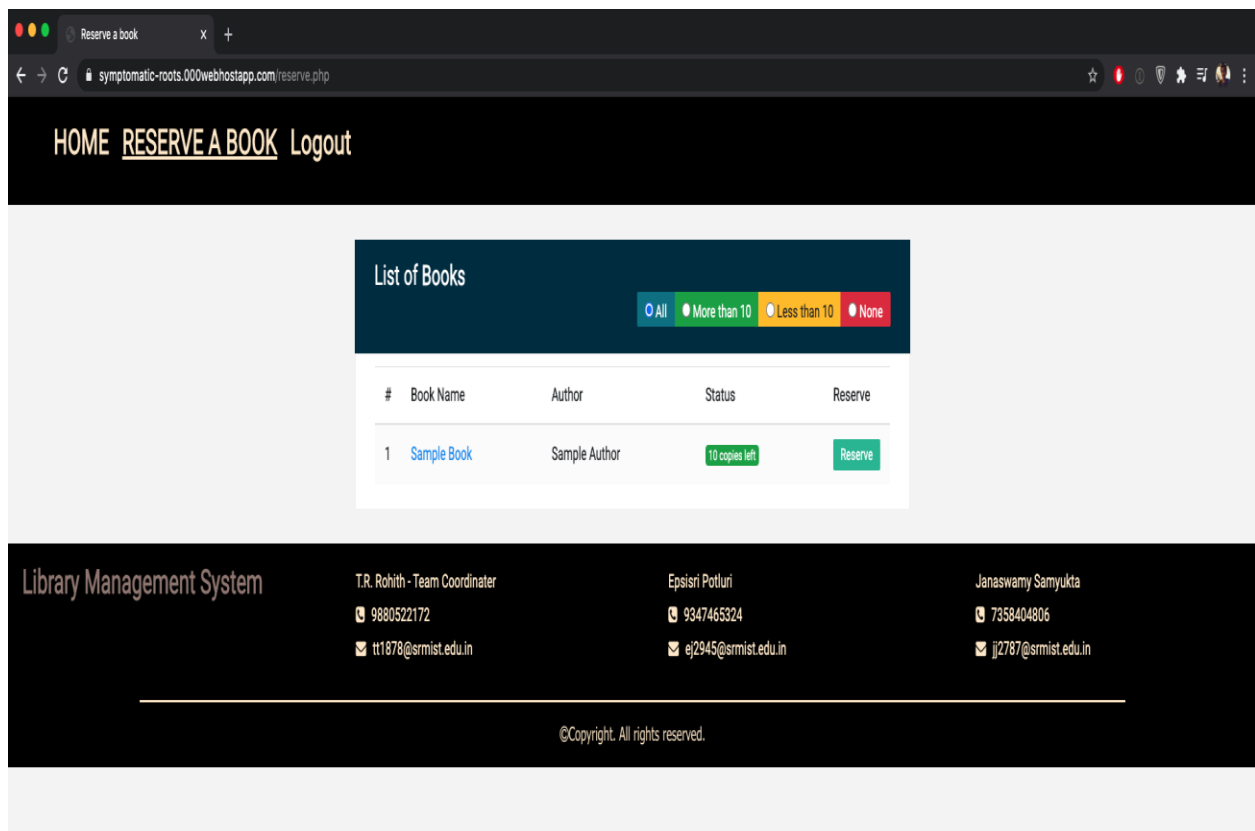 Reserve a book
symptomatic-roots.000webhostapp.com/reserve.php
HOME RESERVE A BOOK Logout
List of Books
All More than 10 Less than 10 None
# Book Name Author Status Reserve
1 Sample Book Sample Author 10 copies left Reserve
Library Management System
T.R. Rohith - Team Coordinater
9880522172
tt1878@srmist.edu.in
Epsisri Potluri
9347465324
ej2945@srmist.edu.in
Janaswamy Samyukta
7358404806
jj2787@srmist.edu.in
©Copyright. All rights reserved.